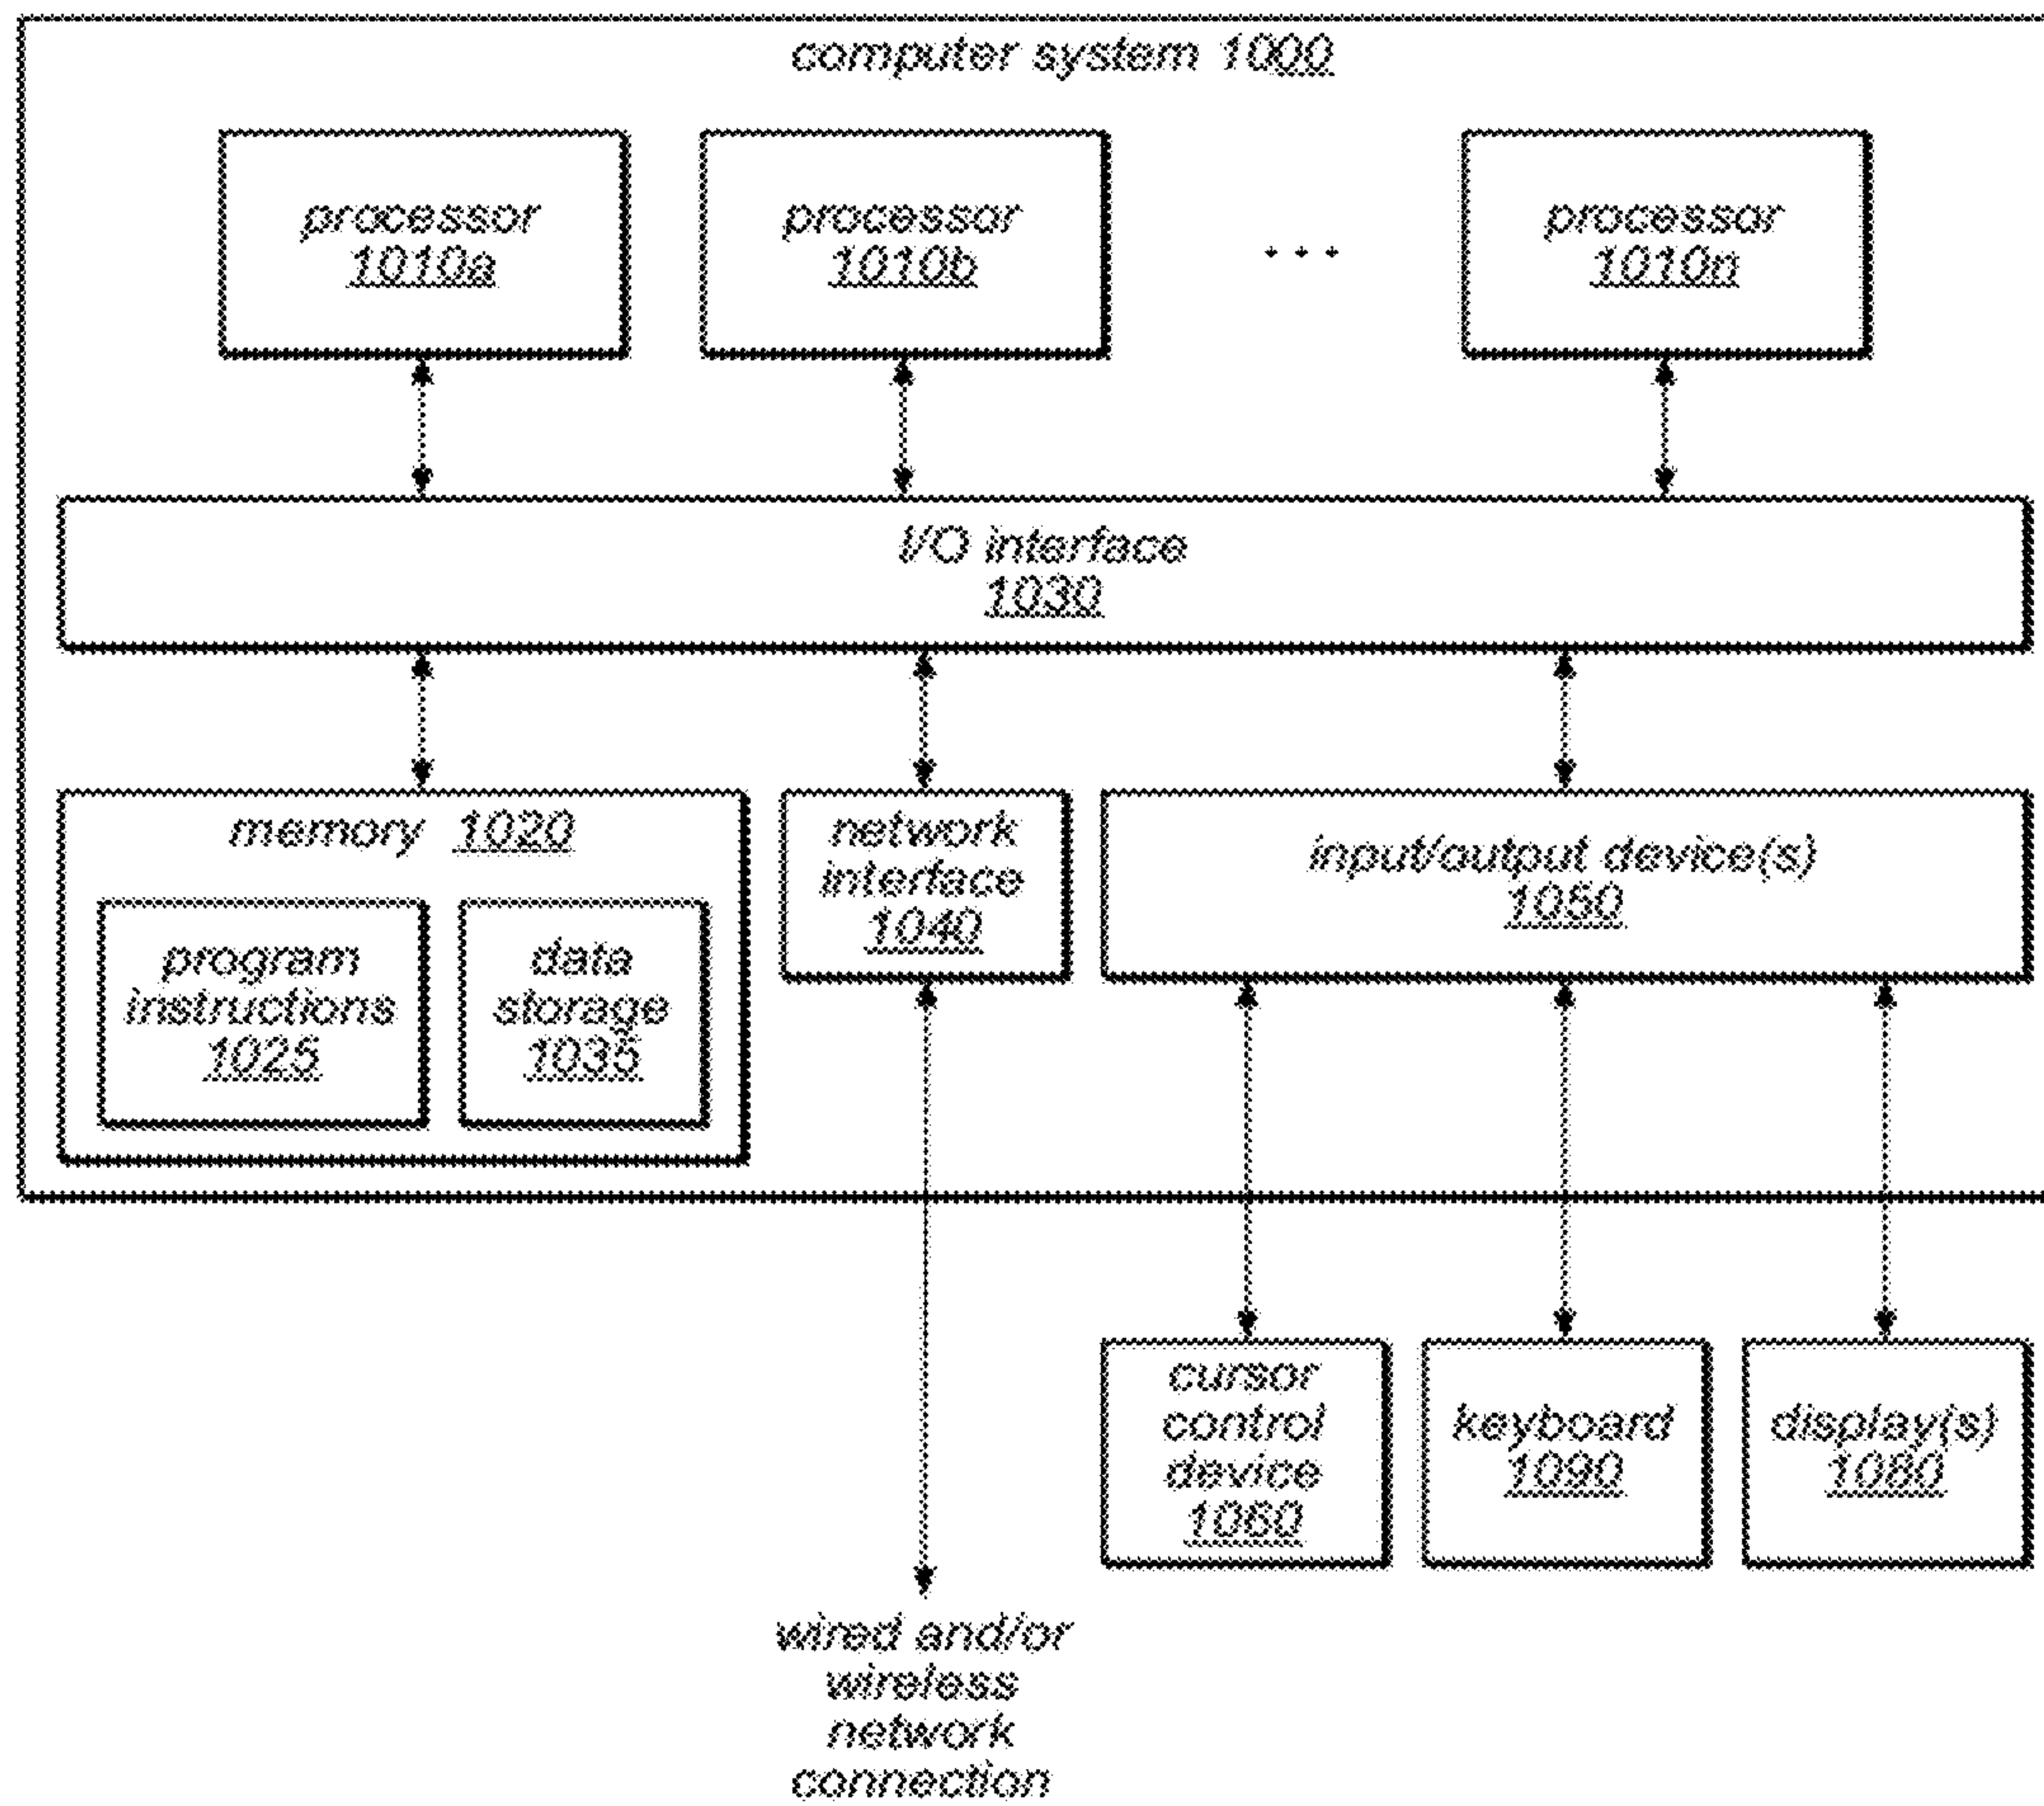 computer system 1000
processor
1010a
processor
1010b
. . .
processor
1010n
I/O interface
1030
memory 1020
program
instructions
1025
data
storage
1035
network
interface
1040
input/output device(s)
1050
cursor
control
device
1060
keyboard
1090
display(s)
1080
wired and/or
wireless
network
connection